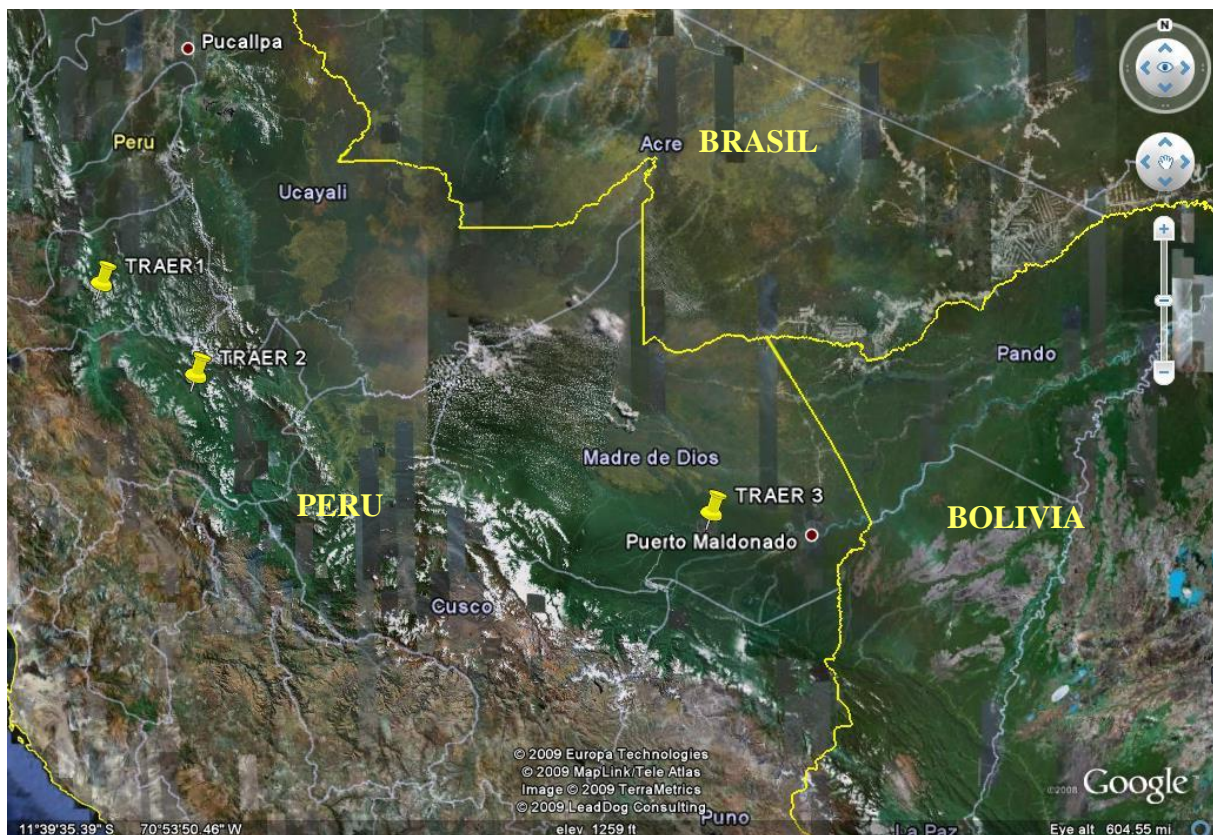 N
Pucallpa
Peru
Acre
BRASIL
Ucayali
TRAER1
TRAER 2
Pando
Madre de Dios
TRAER 3
PERU
BOLIVIA
Puerto Maldonado
Cusco
© 2009 Europa Technologies
© 2009 MapLink/Tele Atlas
Image © 2009 TerraMetrics
© 2009 LeadDog Consulting
©2008 Google™
Puno
La Paz
11°39'35.39" S 70°53'50.46" W elev 1259 ft Eye alt 604.55 mi